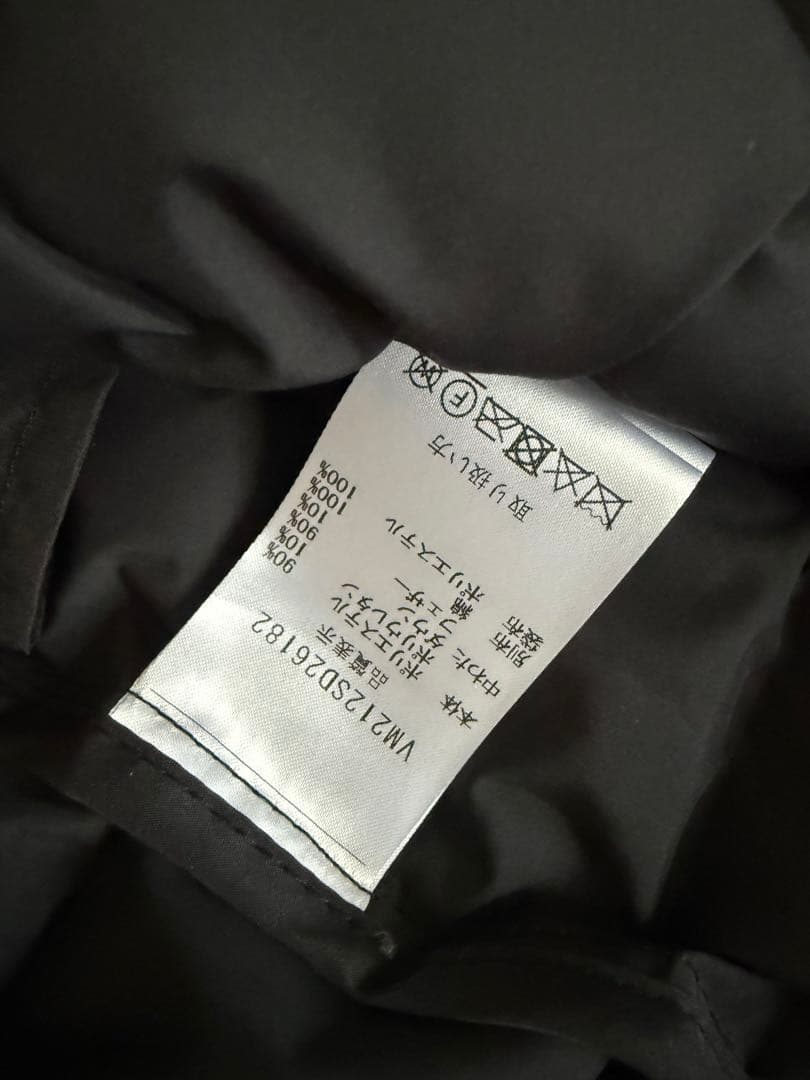 VM212SD26182
品質表示
本体 ポリエステル 90%
ポリウレタン 10%
中わた ダウン 90%
フェザー 10%
別布 綿 100%
袋布 ポリエステル 100%
取り扱い方
F W